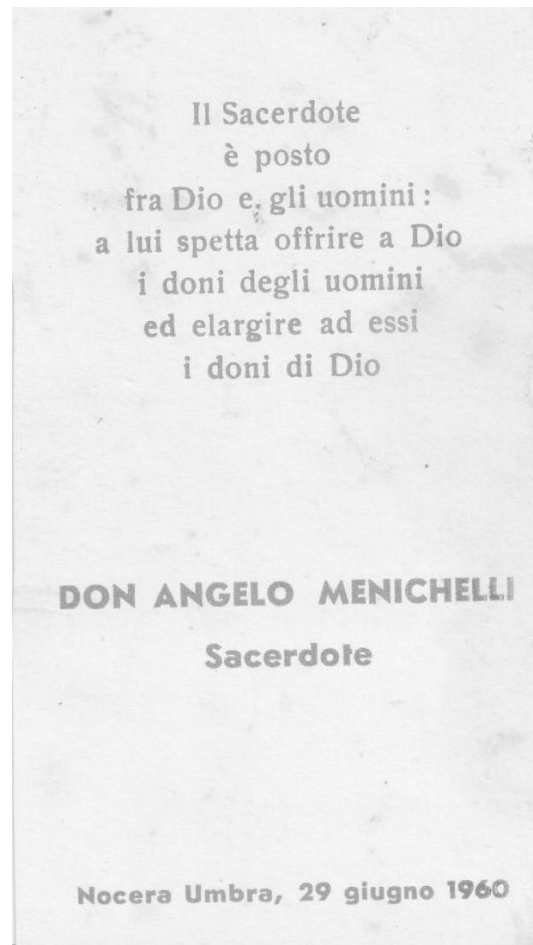 Il Sacerdote
è posto
fra Dio e gli uomini :
a lui spetta offrire a Dio
i doni degli uomini
ed elargire ad essi
i doni di Dio
DON ANGELO MENICHELLI
Sacerdote
Nocera Umbra, 29 giugno 1960